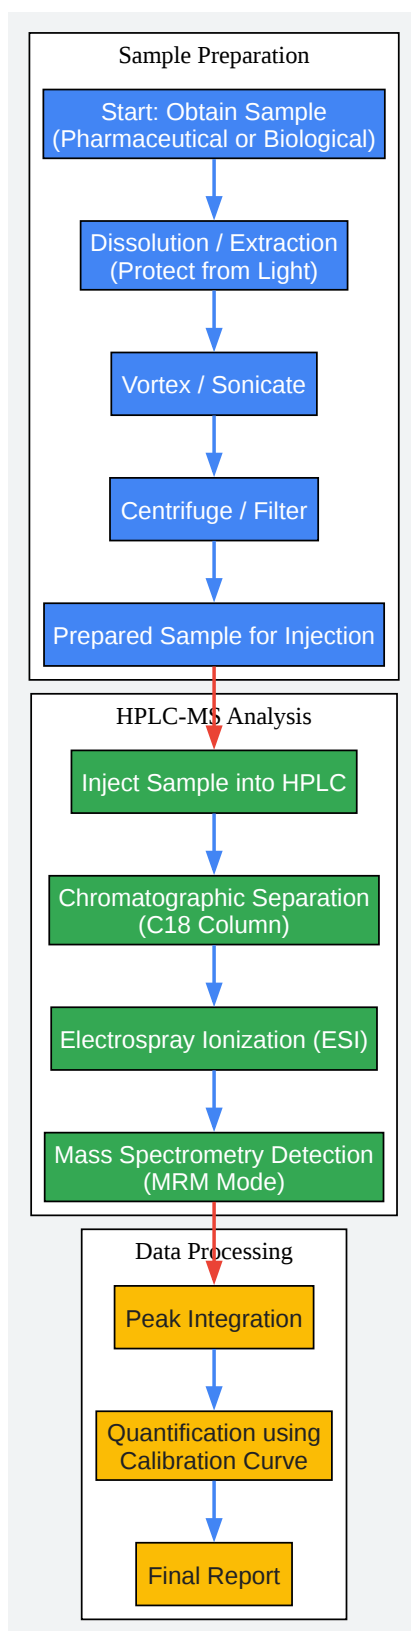 Sample Preparation
Start: Obtain Sample
(Pharmaceutical or Biological)
Dissolution / Extraction
(Protect from Light)
Vortex / Sonicate
Centrifuge / Filter
Prepared Sample for Injection
HPLC-MS Analysis
Inject Sample into HPLC
Chromatographic Separation
(C18 Column)
Electrospray Ionization (ESI)
Mass Spectrometry Detection
(MRM Mode)
Data Processing
Peak Integration
Quantification using
Calibration Curve
Final Report